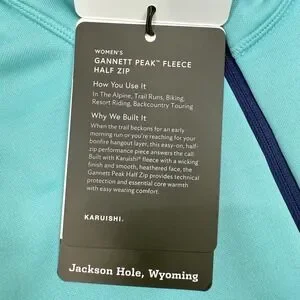 WOMEN'S
GANNETT PEAK™ FLEECE
HALF ZIP
How You Use It
In The Alpine, Trail Runs, Biking,
Resort Riding, Backcountry Touring
Why We Built It
When the trail beckons for an early
morning run or you're reaching for your
bonfire hangout layer, this easy-on, half-
zip performance piece answers the call.
Built with Karuishi® fleece with a wicking
finish and smooth, heathered face, the
Gannett Peak Half Zip provides technical
protection and essential core warmth
with easy wearing comfort.
KARUISHI.
Jackson Hole, Wyoming